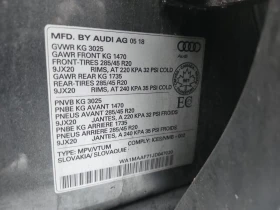 MFD. BY AUDI AG 05 18
GVWR KG 3025
GAWR FRONT KG 1470
FRONT-TIRES 285/45 R20
9JX20 RIMS, AT 220 KPA 32 PSI COLD
GAWR REAR KG 1735
REAR-TIRES 285/45 R20
9JX20 RIMS, AT 240 KPA 35 PSI COLD
PNVB KG 3025
PNBE KG AVANT 1470
PNEUS AVANT 285/45 R20
9JX20 JANTES, A 220 KPA 32 PSI COLD
PNBE KG ARRIERE 1735
PNEUS ARRIERE 285/45 R20
9JX20 JANTES, A 240 KPA 35 PSI COLD
TYPE: MPV/VTUM
SLOVAKIA/ SLOVAQUIE